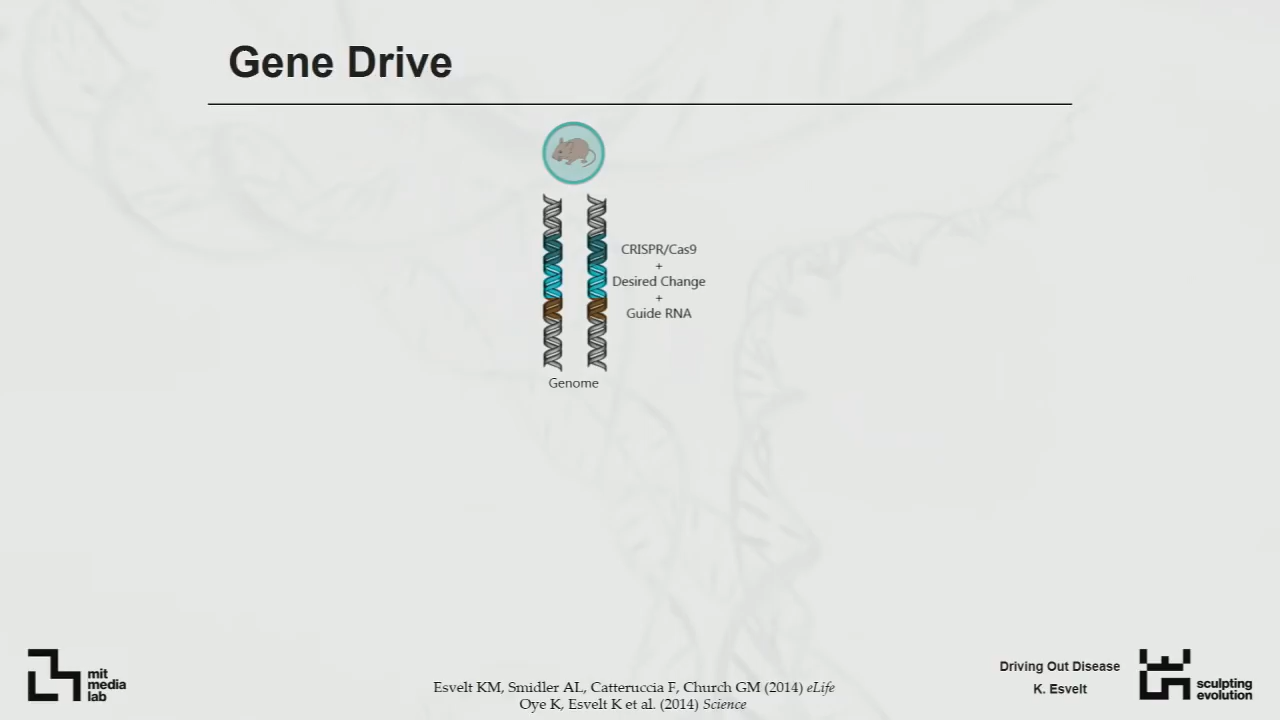 Gene Drive
CRISPR/Cas9
+
Desired Change
+
Guide RNA
Genome
mit
media
lab
Esvelt KM, Smidler AL, Catteruccia F, Church GM (2014) eLife
Oye K, Esvelt K et al. (2014) Science
Driving Out Disease
K. Esvelt
sculpting
evolution